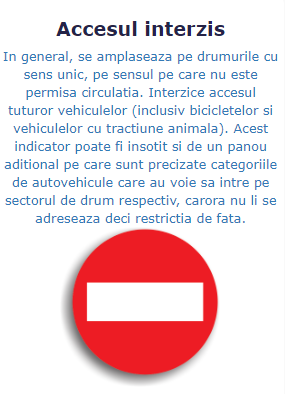 Accesul interzis
In general, se amplaseaza pe drumurile cu
sens unic, pe sensul pe care nu este
permisa circulatia. Interzice accesul
tuturor vehiculelor (inclusiv bicicletelor si
vehiculelor cu tractiune animala). Acest
indicator poate fi insotit si de un panou
aditional pe care sunt precizate categoriile
de autovehicule care au voie sa intre pe
sectorul de drum respectiv, carora nu li se
adreseaza deci restrictia de fata.